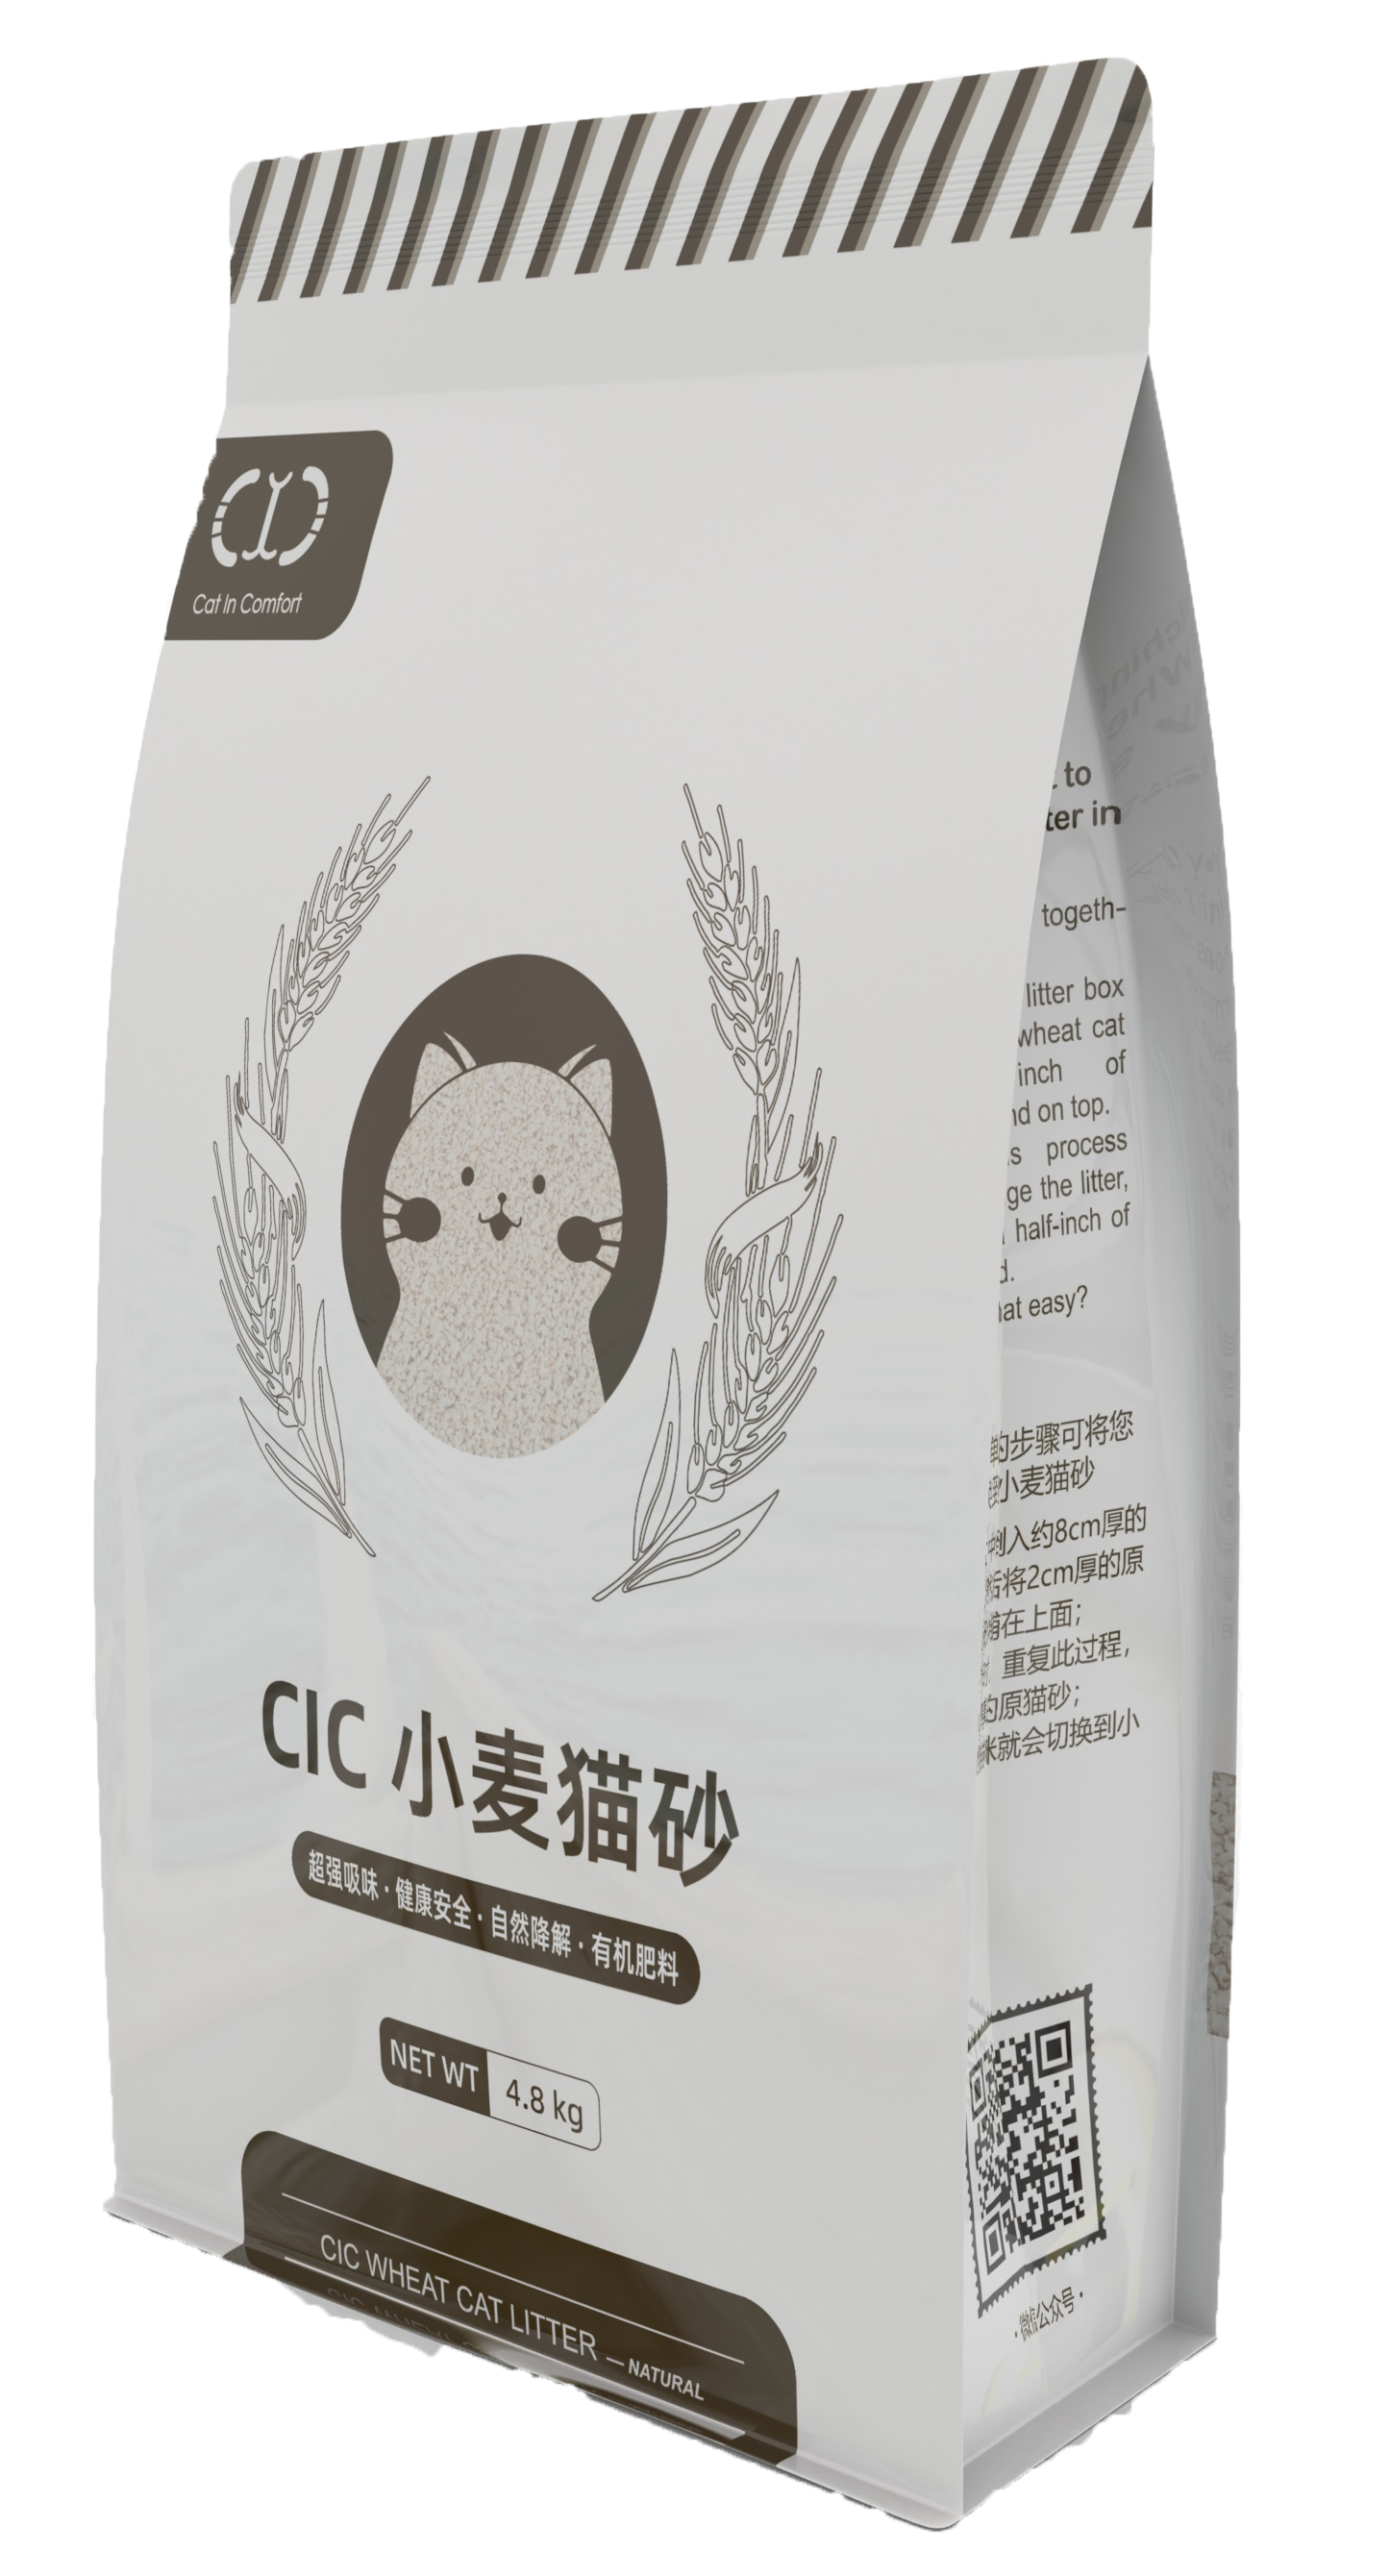 CIC
Cat In Comfort
CIC 小麦猫砂
超强吸味 · 健康安全 · 自然降解 · 有机肥料
NET WT 4.8 kg
CIC WHEAT CAT LITTER — NATURAL
to
in
togeth-
litter box
wheat cat
inch of
on top.
process
the litter,
half-inch of
easy?
的步骤可将您
小麦猫砂
入约8cm厚的
将2cm厚的原
在上面；
重复此过程，
的原猫砂；
就会切换到小
· 微信公众号 ·